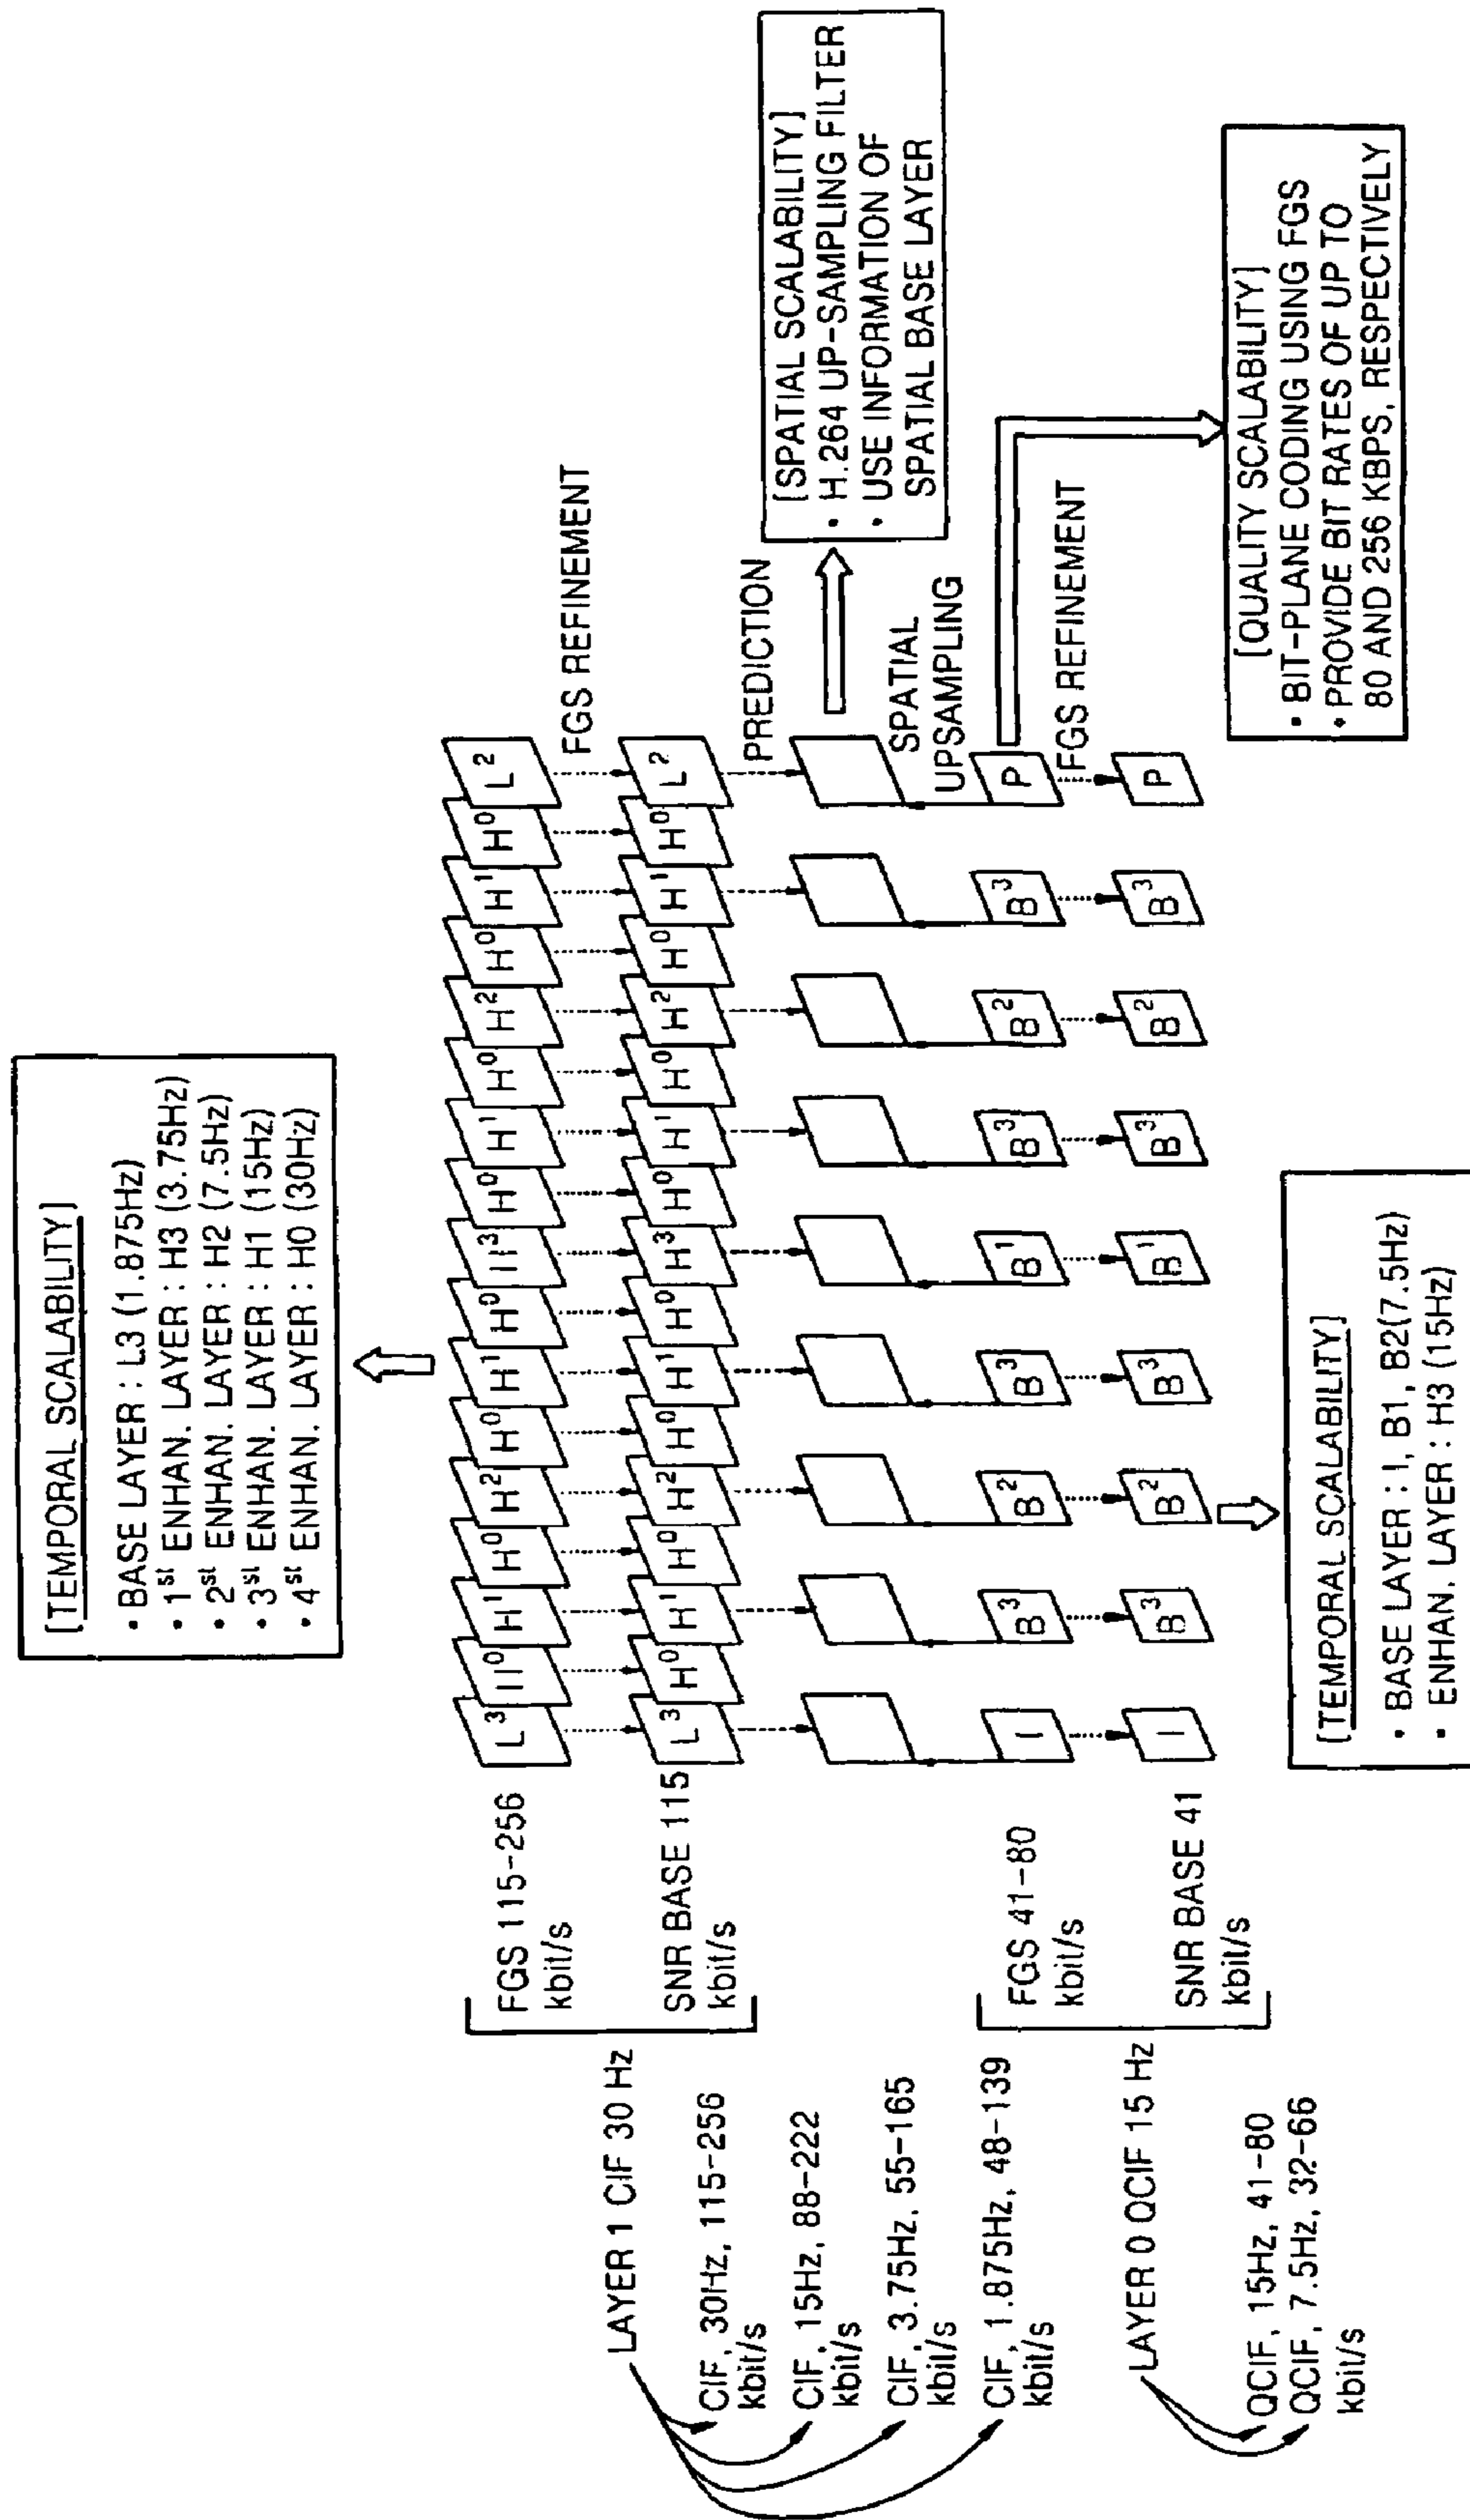 [TEMPORAL SCALABILITY]
• BASE LAYER : L3 (1.875Hz)
• 1st ENHAN. LAYER : H3 (3.75Hz)
• 2st ENHAN. LAYER : H2 (7.5Hz)
• 3st ENHAN. LAYER : H1 (15Hz)
• 4st ENHAN. LAYER : H0 (30Hz)
LAYER 1 CIF 30 Hz
CIF, 30Hz, 115-256
kbit/s
CIF, 15Hz, 88-222
kbit/s
CIF, 3.75Hz, 55-165
kbit/s
CIF, 1.875Hz, 48-139
kbit/s
LAYER 0 QCIF 15 Hz
QCIF, 15Hz, 41-80
QCIF, 7.5Hz, 32-66
kbit/s
FGS 115-256
kbit/s
L3 H0 H1 H0 H2 H0 H1 H0 H3 H0 H1 H0 H2 H0 H1 H0 L2
FGS REFINEMENT
SNR BASE 115
kbit/s
L3 H0 H1 H0 H2 H0 H1 H0 H3 H0 H1 H0 H2 H0 H1 H0 L2
PREDICTION
[SPATIAL SCALABILITY]
• H.264 UP-SAMPLING FILTER
• USE INFORMATION OF
SPATIAL BASE LAYER
SPATIAL
UPSAMPLING
FGS 41-80
kbit/s
I B3 B2 B3 B1 B3 B2 B3 P
FGS REFINEMENT
SNR BASE 41
kbit/s
I B3 B2 B3 B1 B3 B2 B3 P
[TEMPORAL SCALABILITY]
• BASE LAYER : I, B1, B2(7.5Hz)
• ENHAN. LAYER : H3 (15Hz)
[QUALITY SCALABILITY]
• BIT-PLANE CODING USING FGS
• PROVIDE BIT RATES OF UP TO
80 AND 256 KBPS, RESPECTIVELY